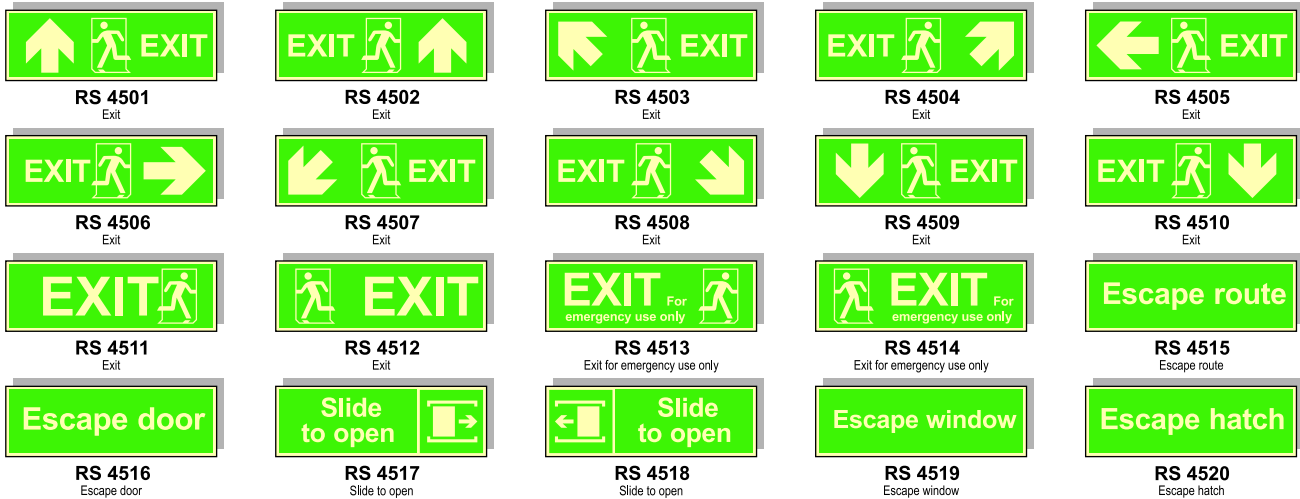 EXIT
RS 4501
Exit
EXIT
RS 4502
Exit
EXIT
RS 4503
Exit
EXIT
RS 4504
Exit
EXIT
RS 4505
Exit
EXIT
RS 4506
Exit
EXIT
RS 4507
Exit
EXIT
RS 4508
Exit
EXIT
RS 4509
Exit
EXIT
RS 4510
Exit
EXIT
RS 4511
Exit
EXIT
RS 4512
Exit
EXIT For
emergency use only
RS 4513
Exit for emergency use only
EXIT For
emergency use only
RS 4514
Exit for emergency use only
Escape route
RS 4515
Escape route
Escape door
RS 4516
Escape door
Slide
to open
RS 4517
Slide to open
Slide
to open
RS 4518
Slide to open
Escape window
RS 4519
Escape window
Escape hatch
RS 4520
Escape hatch